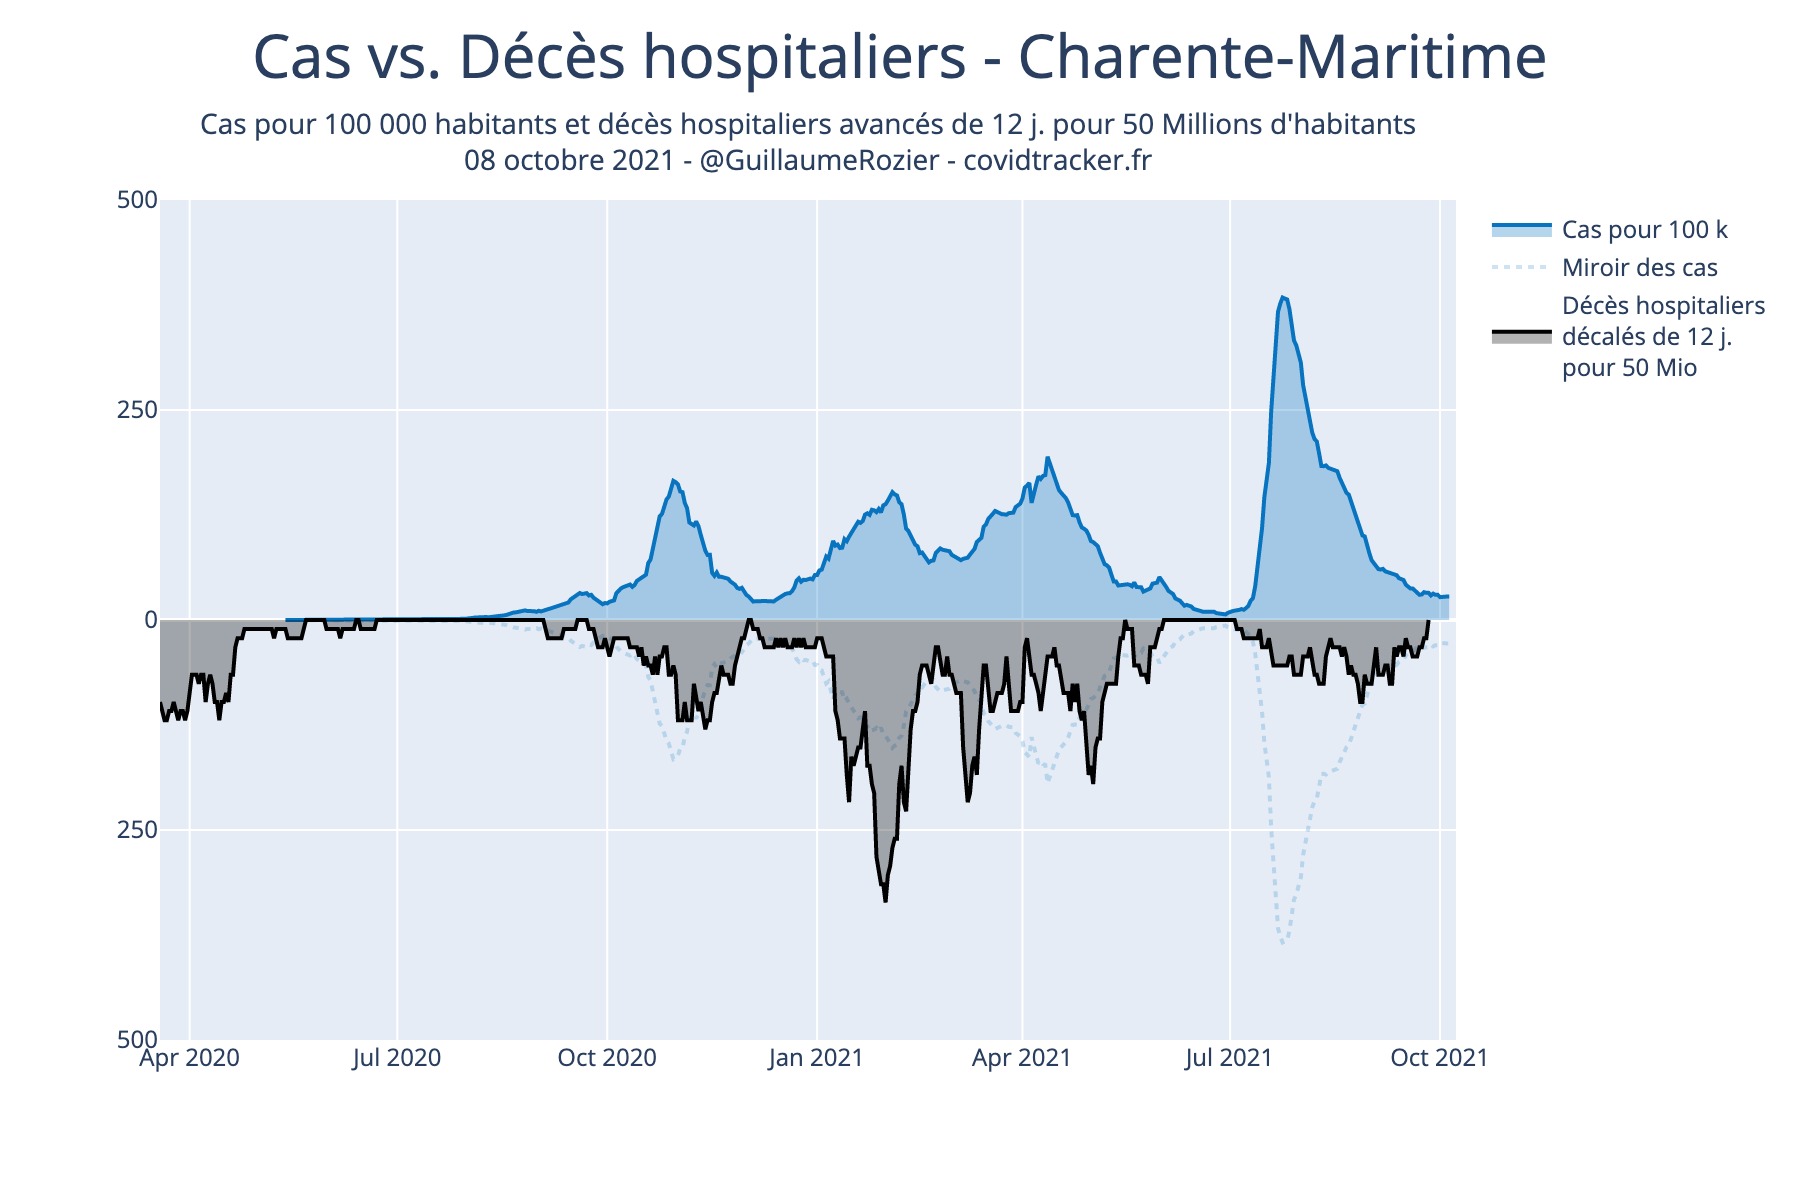 Cas vs. Décès hospitaliers - Charente-Maritime
Cas pour 100 000 habitants et décès hospitaliers avancés de 12 j. pour 50 Millions d'habitants
08 octobre 2021 - @GuillaumeRozier - covidtracker.fr
500
250
0
250
500
Apr 2020
Jul 2020
Oct 2020
Jan 2021
Apr 2021
Jul 2021
Oct 2021
Cas pour 100 k
Miroir des cas
Décès hospitaliers
décalés de 12 j.
pour 50 Mio